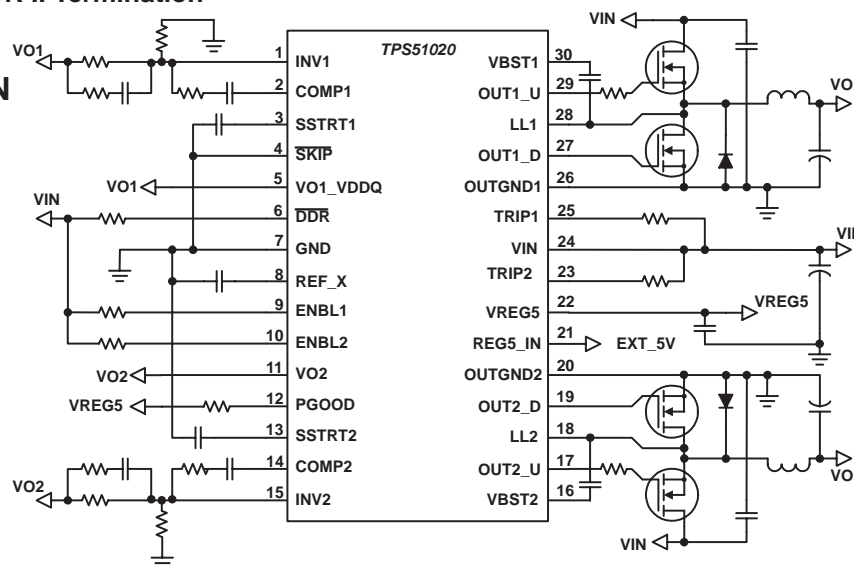 VO1
1
INV1
2
COMP1
3
SSTRT1
4
SKIP
VO1
5
VO1_VDDQ
VIN
6
DDR
7
GND
8
REF_X
9
ENBL1
10
ENBL2
VO2
11
VO2
VREG5
12
PGOOD
13
SSTRT2
14
COMP2
VO2
15
INV2
TPS51020
VIN
VBST1
30
OUT1_U
29
LL1
28
OUT1_D
27
OUTGND1
26
TRIP1
25
VIN
24
TRIP2
23
VREG5
22
VREG5
REG5_IN
21
EXT_5V
OUTGND2
20
OUT2_D
19
LL2
18
OUT2_U
17
VBST2
16
VIN